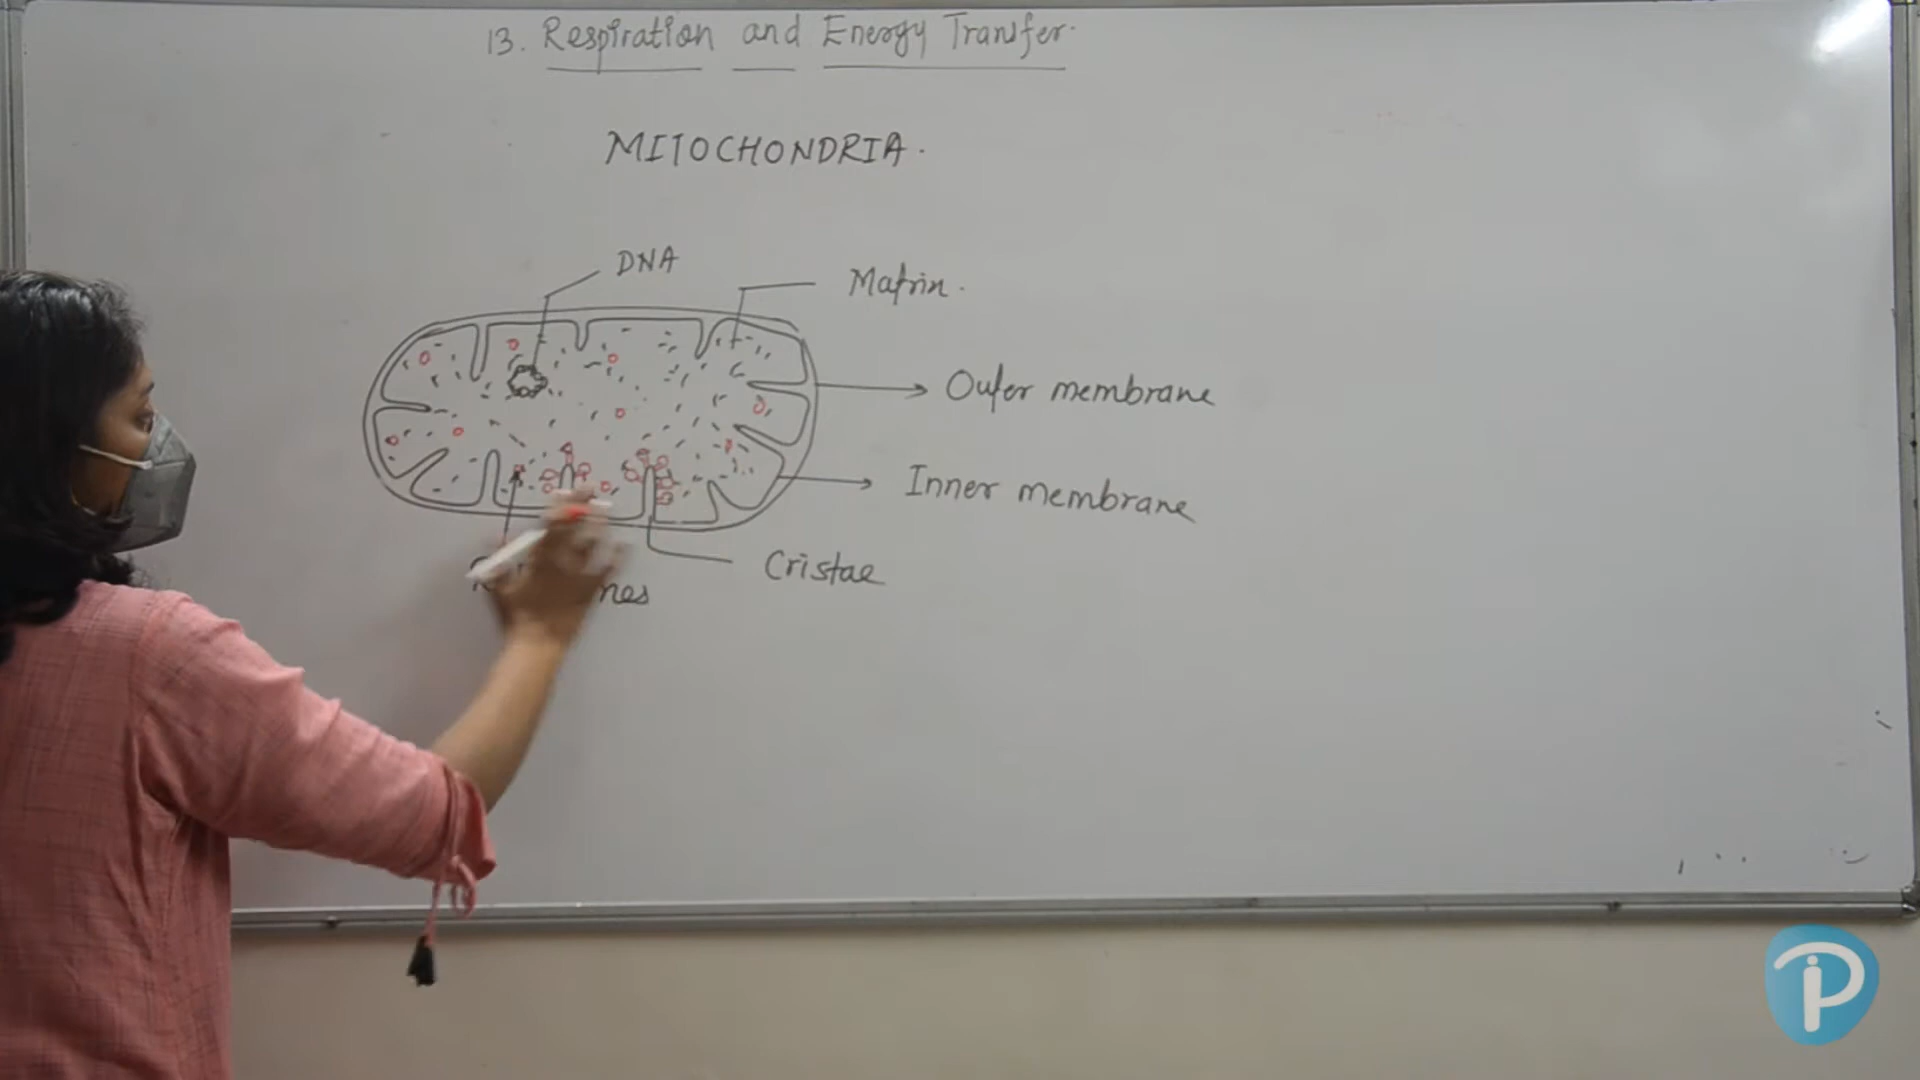 13. Respiration and Energy Transfer.
MITOCHONDRIA.
DNA
Matrix.
Outer membrane
Inner membrane
Cristae